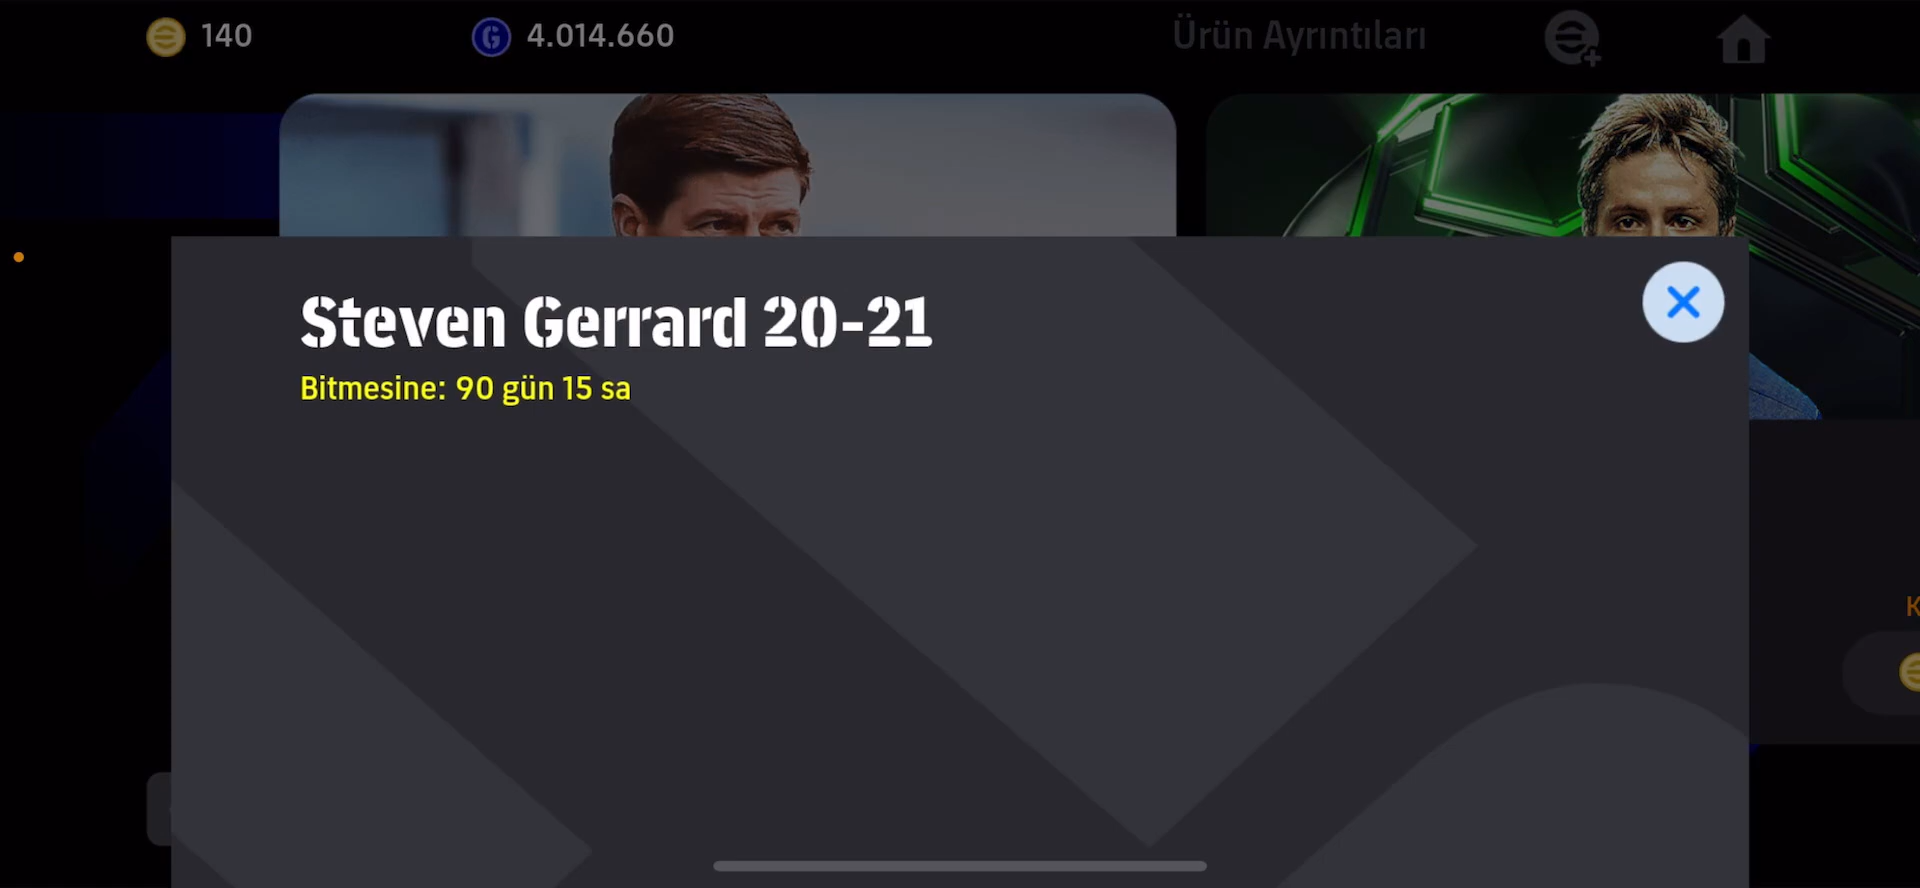 140
4.014.660
Ürün Ayrıntıları
Steven Gerrard 20-21
Bitmesine: 90 gün 15 sa